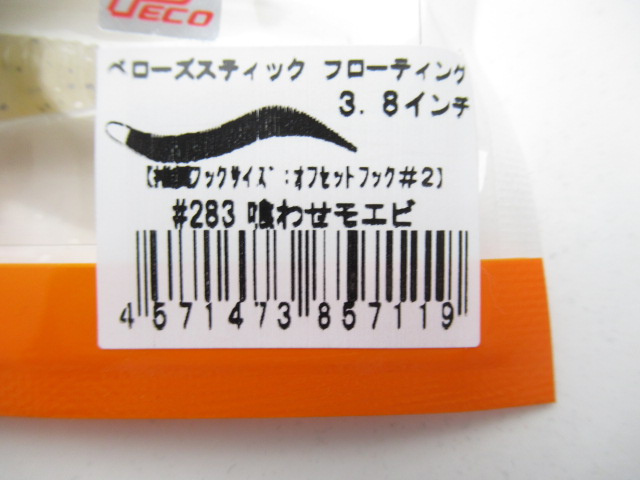 JECO
ベローズスティック フローティング
3.8インチ
【推奨フックサイズ:オフセットフック#2】
#283 喰わせモエビ
4 571473 857119